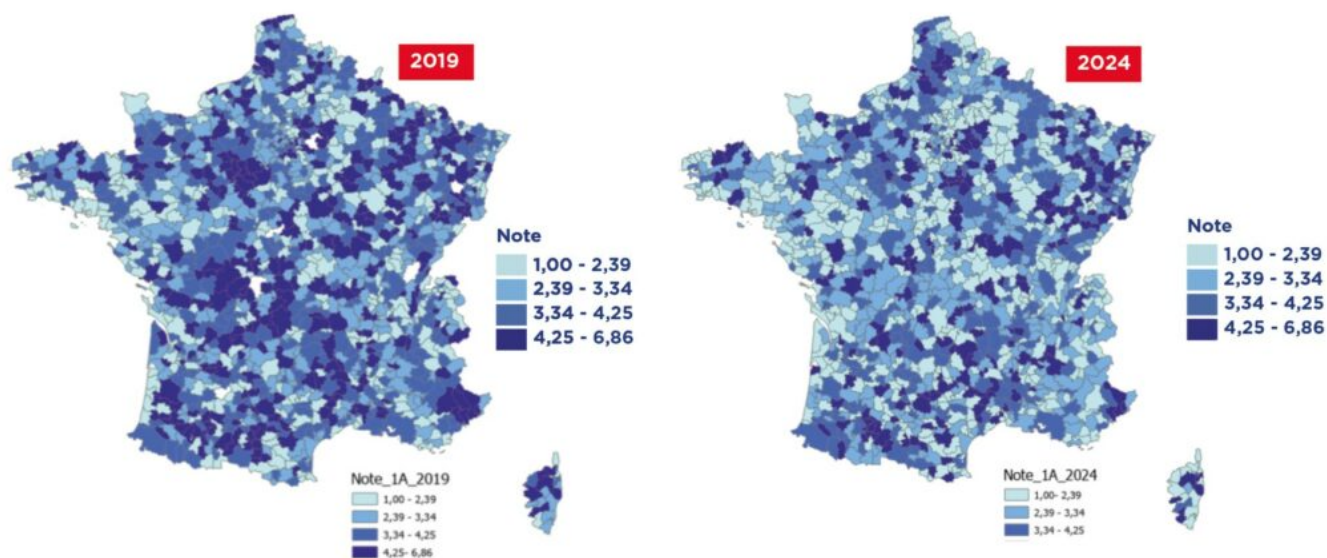 2019
Note
1,00 - 2,39
2,39 - 3,34
3,34 - 4,25
4,25 - 6,86
Note_1A_2019
1,00 - 2,39
2,39 - 3,34
3,34 - 4,25
4,25- 6,86
2024
Note
1,00 - 2,39
2,39 - 3,34
3,34 - 4,25
4,25 - 6,86
Note_1A_2024
1,00- 2,39
2,39 - 3,34
3,34 - 4,25